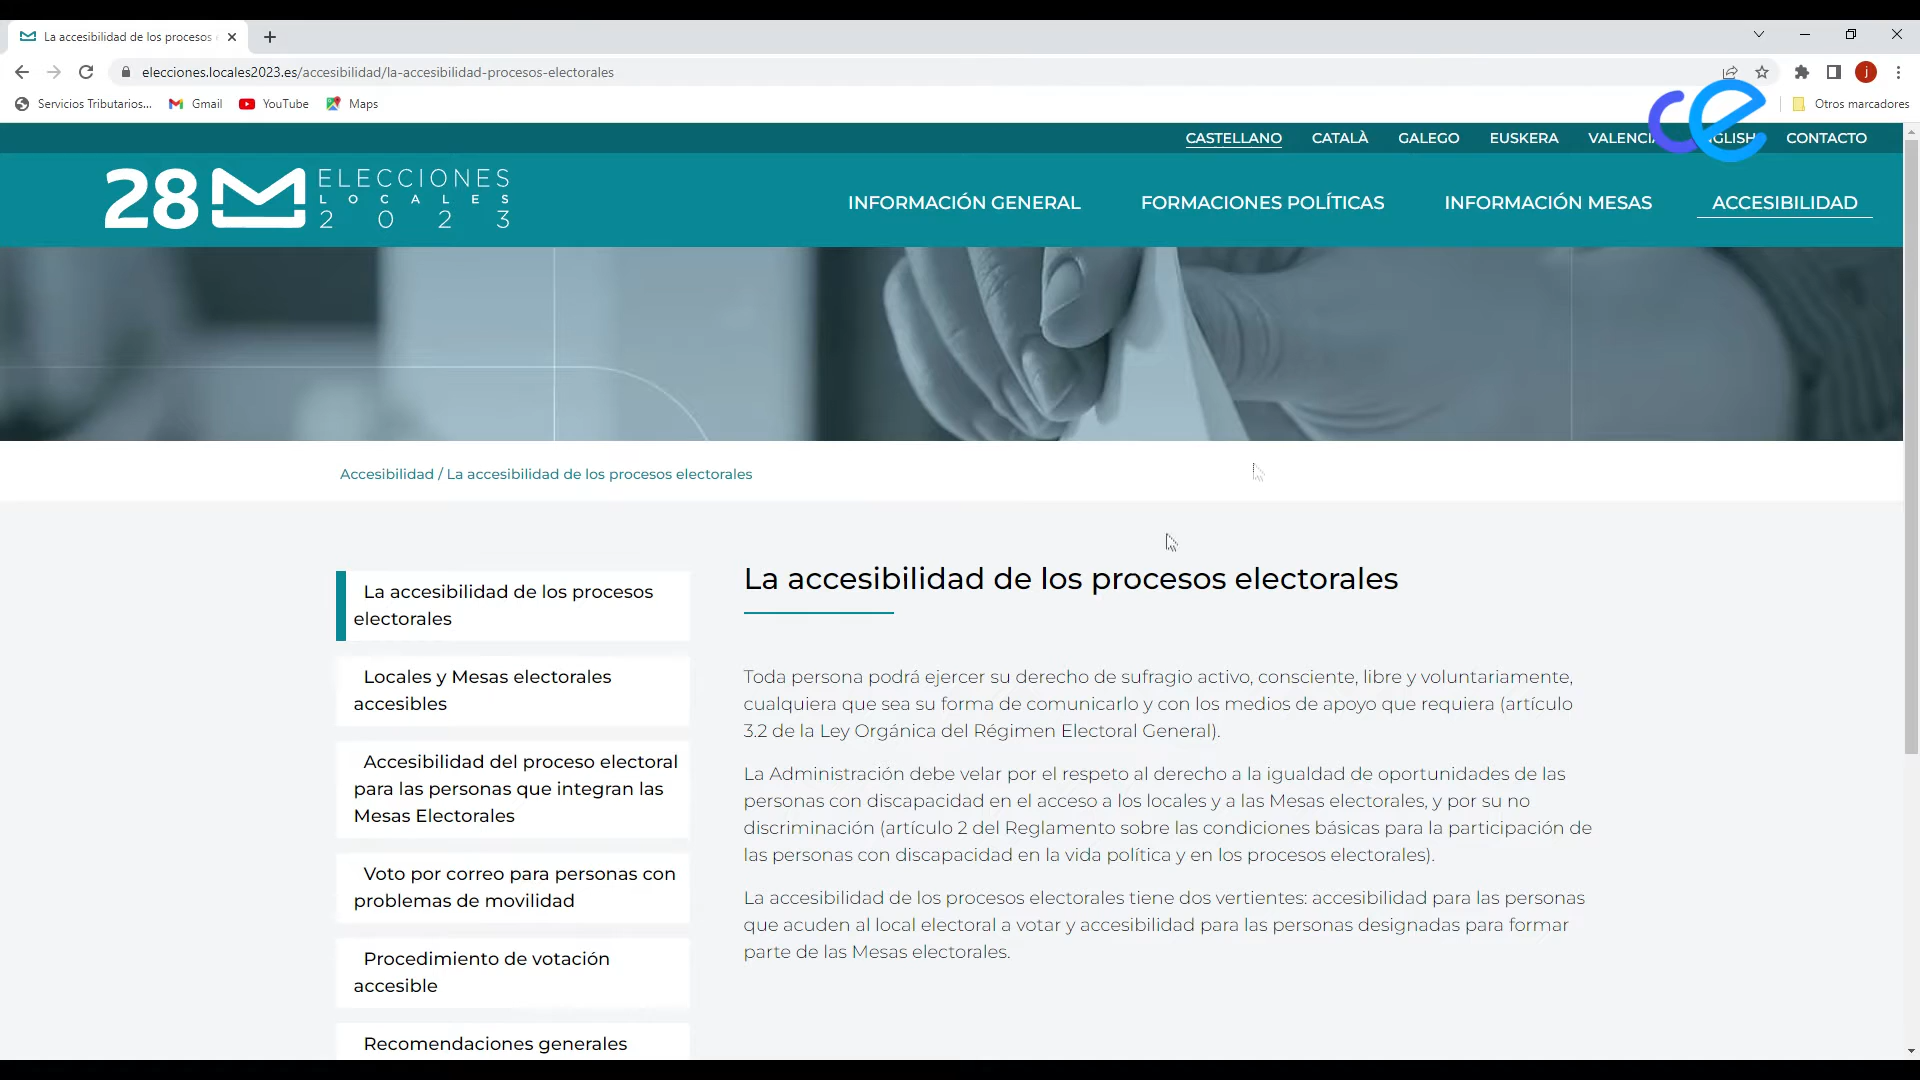 La accesibilidad de los procesos
elecciones.locales2023.es/accesibilidad/la-accesibilidad-procesos-electorales
j
Servicios Tributarios...
Gmail
YouTube
Maps
Otros marcadores
ce
CASTELLANO
CATALÀ
GALEGO
EUSKERA
CONTACTO
28M ELECCIONES
LOCALES
2023
INFORMACIÓN GENERAL
FORMACIONES POLÍTICAS
INFORMACIÓN MESAS
ACCESIBILIDAD
Accesibilidad / La accesibilidad de los procesos electorales
La accesibilidad de los procesos
electorales
Locales y Mesas electorales
accesibles
Accesibilidad del proceso electoral
para las personas que integran las
Mesas Electorales
Voto por correo para personas con
problemas de movilidad
Procedimiento de votación
accesible
Recomendaciones generales
La accesibilidad de los procesos electorales
Toda persona podrá ejercer su derecho de sufragio activo, consciente, libre y voluntariamente,
cualquiera que sea su forma de comunicarlo y con los medios de apoyo que requiera (artículo
3.2 de la Ley Orgánica del Régimen Electoral General).
La Administración debe velar por el respeto al derecho a la igualdad de oportunidades de las
personas con discapacidad en el acceso a los locales y a las Mesas electorales, y por su no
discriminación (artículo 2 del Reglamento sobre las condiciones básicas para la participación de
las personas con discapacidad en la vida política y en los procesos electorales).
La accesibilidad de los procesos electorales tiene dos vertientes: accesibilidad para las personas
que acuden al local electoral a votar y accesibilidad para las personas designadas para formar
parte de las Mesas electorales.